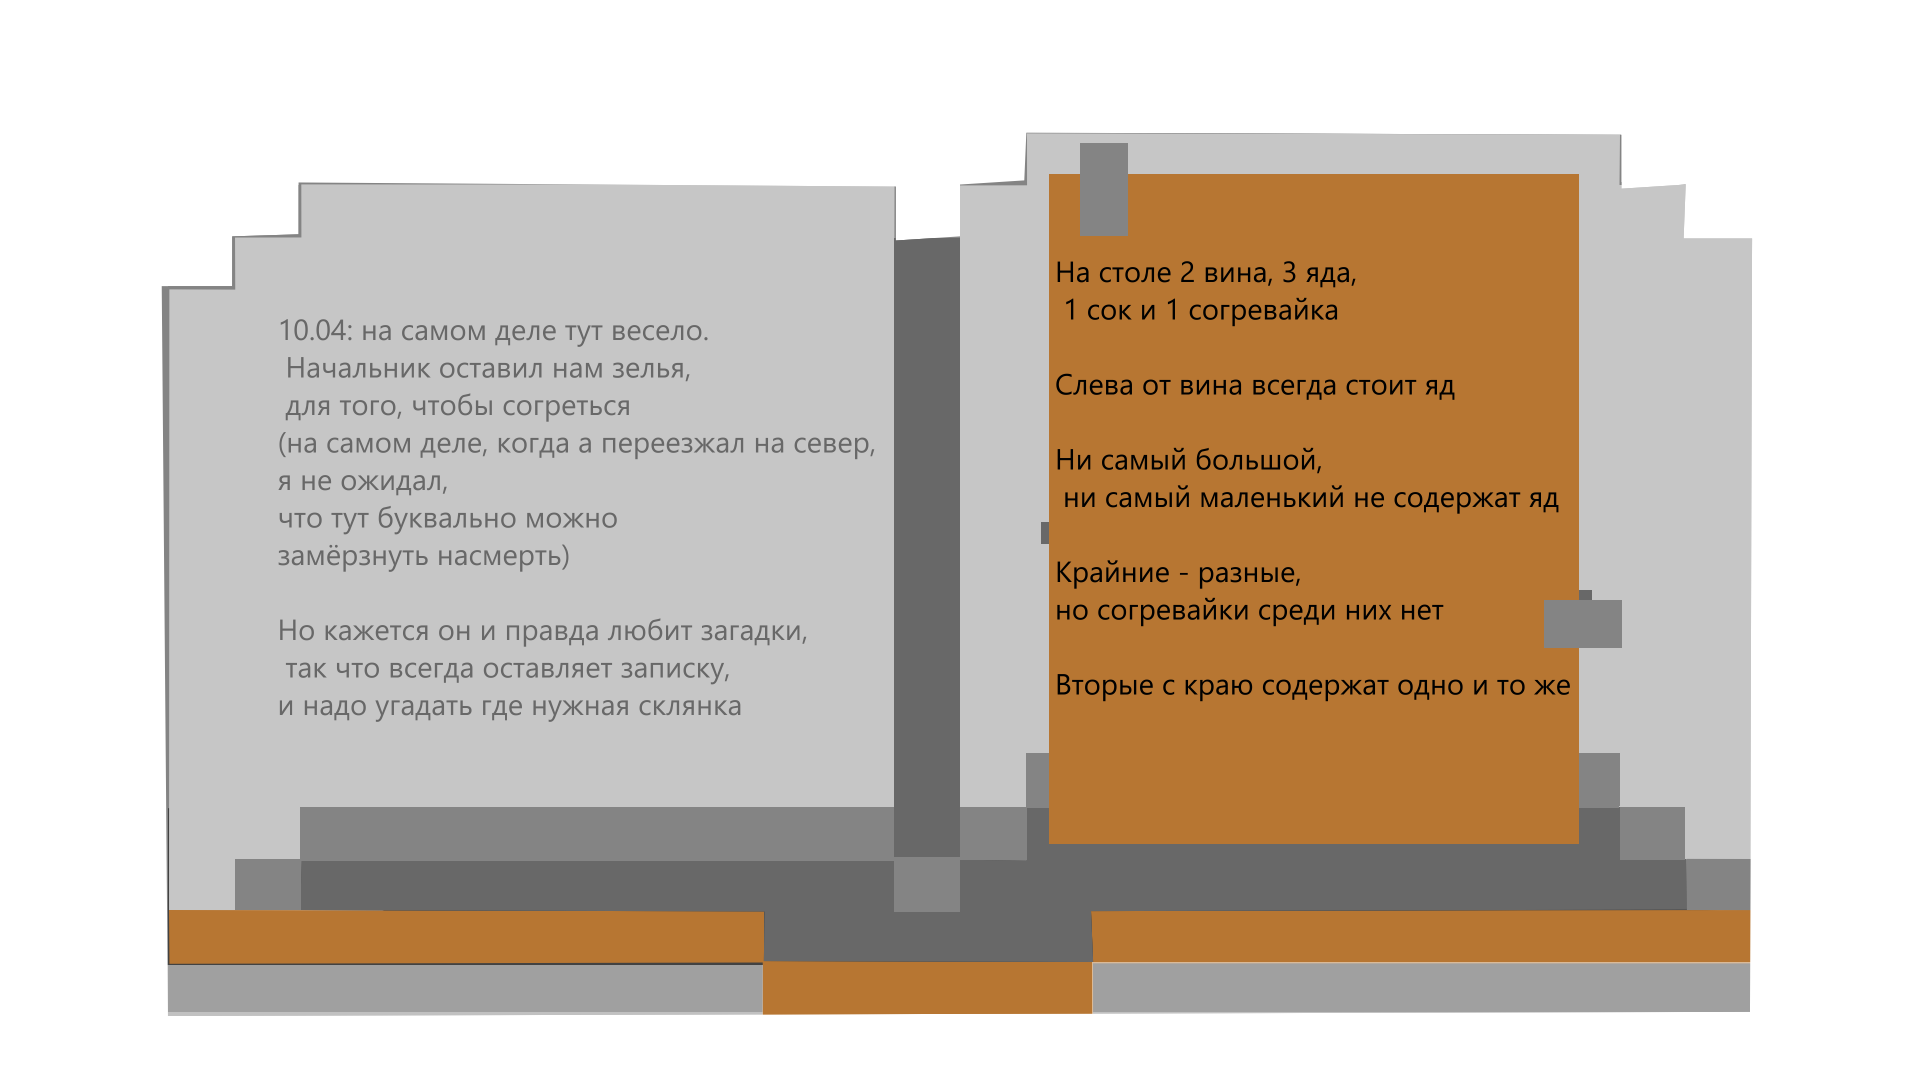 10.04: на самом деле тут весело.
Начальник оставил нам зелья,
для того, чтобы согреться
(на самом деле, когда а переезжал на север,
я не ожидал,
что тут буквально можно
замёрзнуть насмерть)
Но кажется он и правда любит загадки,
так что всегда оставляет записку,
и надо угадать где нужная склянка
На столе 2 вина, 3 яда,
1 сок и 1 согревайка
Слева от вина всегда стоит яд
Ни самый большой,
ни самый маленький не содержат яд
Крайние - разные,
но согревайки среди них нет
Вторые с краю содержат одно и то же